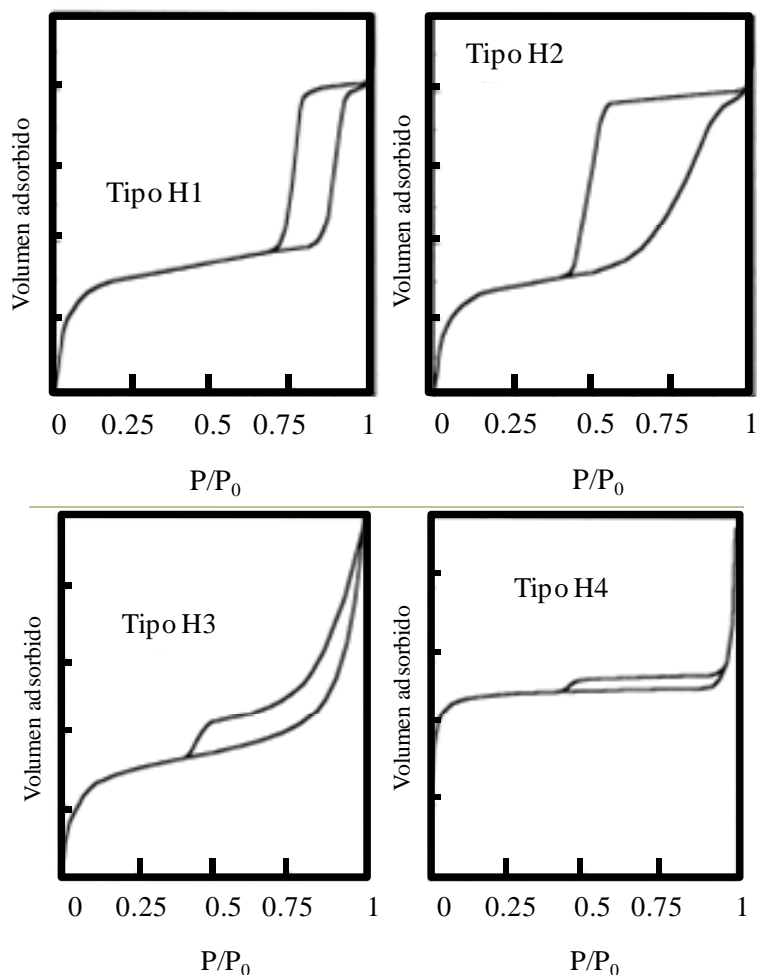 Tipo H1
Volumen adsorbido
0 0.25 0.5 0.75 1
P/P₀
Tipo H2
Volumen adsorbido
0 0.25 0.5 0.75 1
P/P₀
Tipo H3
Volumen adsorbido
0 0.25 0.5 0.75 1
P/P₀
Tipo H4
Volumen adsorbido
0 0.25 0.5 0.75 1
P/P₀